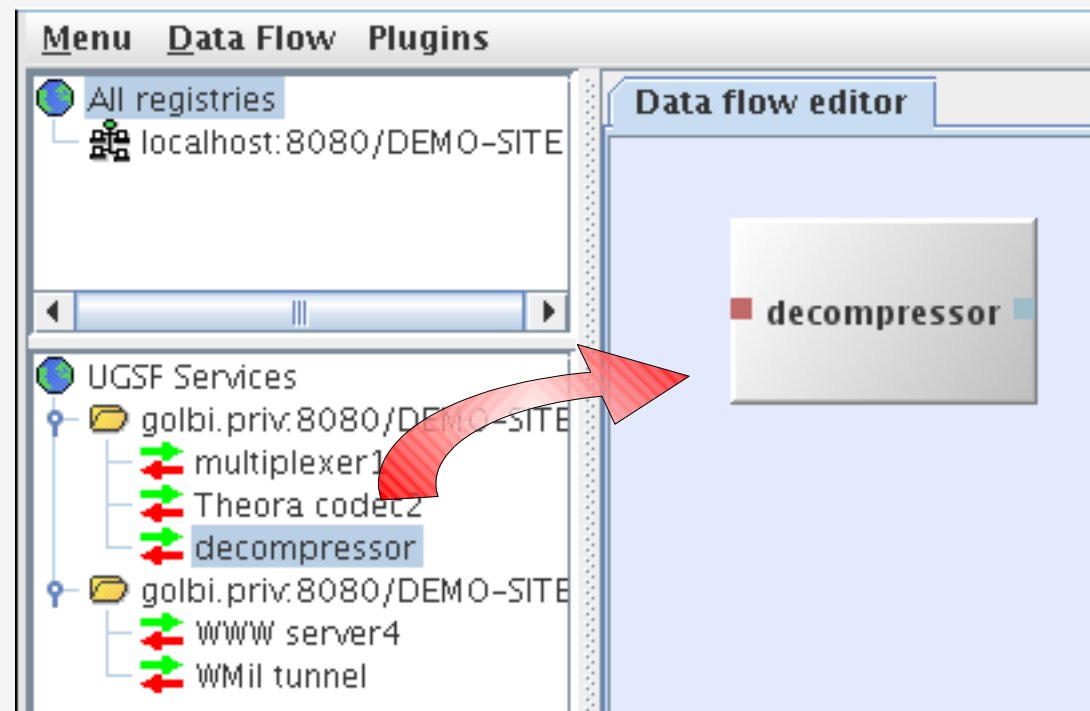 Menu Data Flow Plugins
All registries
localhost:8080/DEMO-SITE
Data flow editor
decompressor
UGSF Services
golbi.priv:8080/DEMO-SITE
multiplexer1
Theora codec2
decompressor
golbi.priv:8080/DEMO-SITE
WWW server4
WMil tunnel